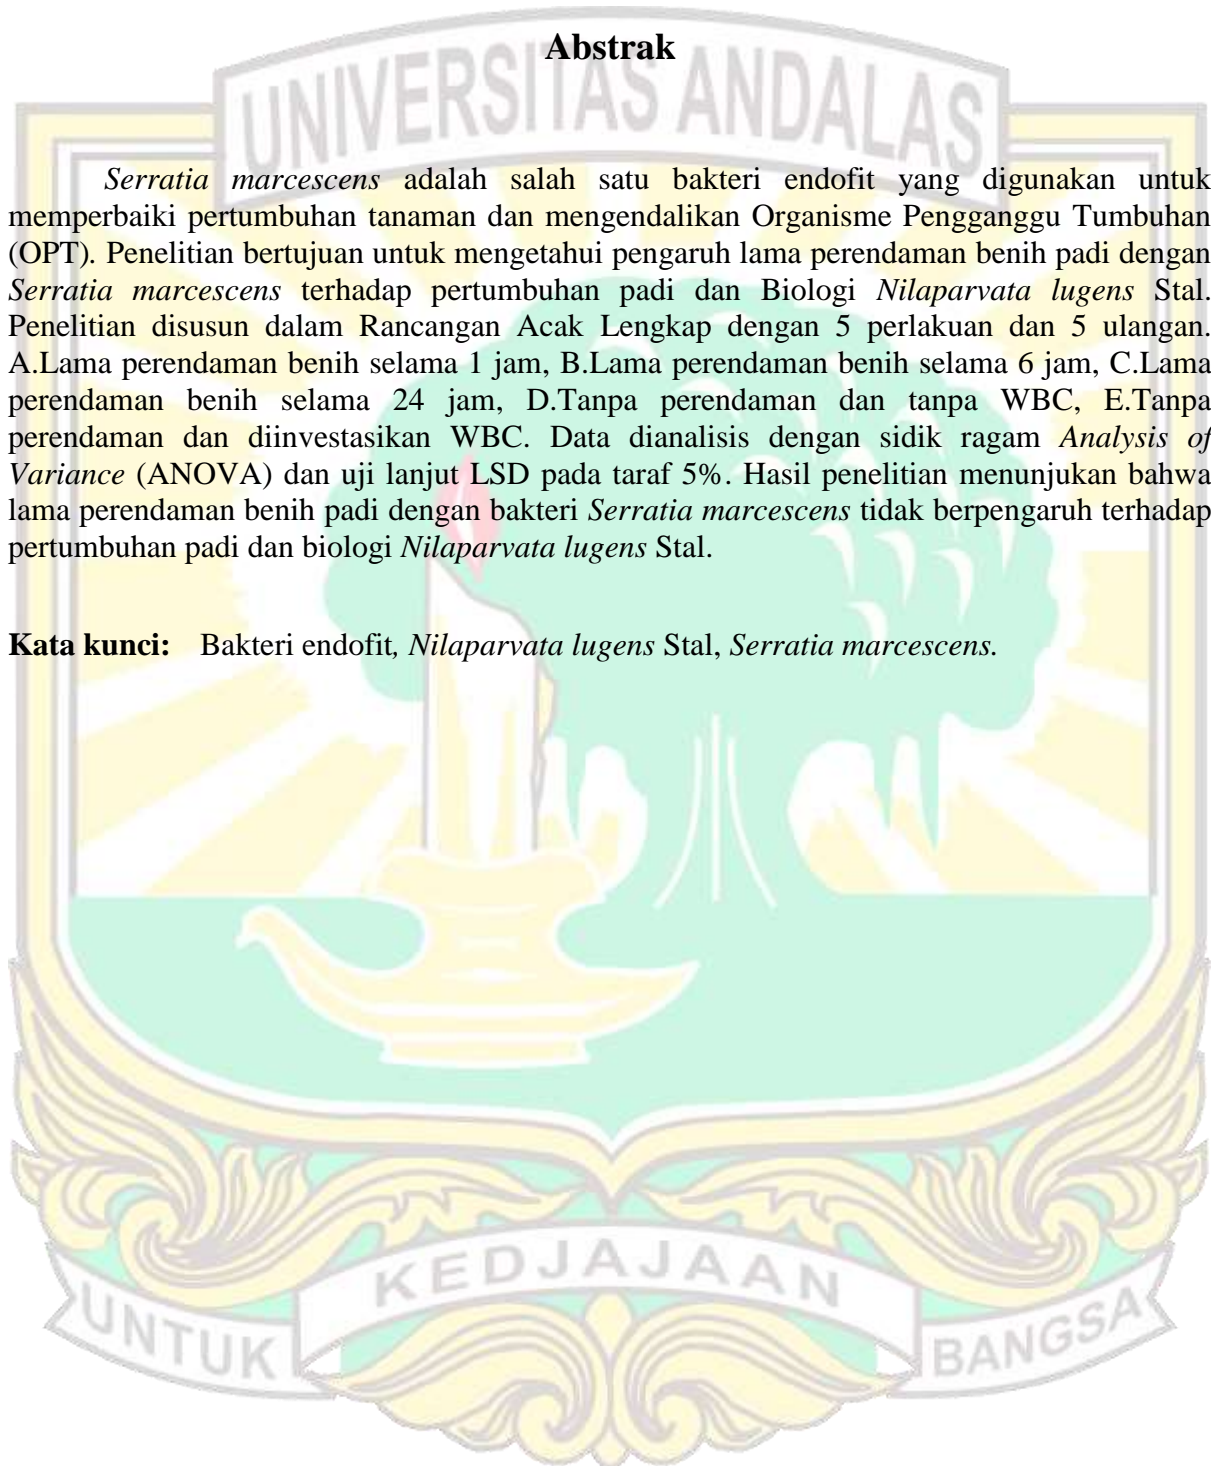 Abstrak
UNIVERSITAS ANDALAS
Serratia marcescens adalah salah satu bakteri endofit yang digunakan untuk
memperbaiki pertumbuhan tanaman dan mengendalikan Organisme Pengganggu Tumbuhan
(OPT). Penelitian bertujuan untuk mengetahui pengaruh lama perendaman benih padi dengan
Serratia marcescens terhadap pertumbuhan padi dan Biologi Nilaparvata lugens Stal.
Penelitian disusun dalam Rancangan Acak Lengkap dengan 5 perlakuan dan 5 ulangan.
A.Lama perendaman benih selama 1 jam, B.Lama perendaman benih selama 6 jam, C.Lama
perendaman benih selama 24 jam, D.Tanpa perendaman dan tanpa WBC, E.Tanpa
perendaman dan diinvestasikan WBC. Data dianalisis dengan sidik ragam Analysis of
Variance (ANOVA) dan uji lanjut LSD pada taraf 5%. Hasil penelitian menunjukan bahwa
lama perendaman benih padi dengan bakteri Serratia marcescens tidak berpengaruh terhadap
pertumbuhan padi dan biologi Nilaparvata lugens Stal.
Kata kunci: Bakteri endofit, Nilaparvata lugens Stal, Serratia marcescens.
UNTUK KEDJAJAAN BANGSA